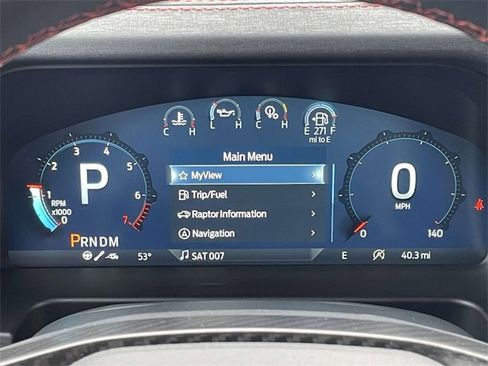 C H
L H
C H
E 271 F
mi to E
Main Menu
MyView
Trip/Fuel
Raptor Information
Navigation
1 2 3 4 5 6 7
P
RPM
x1000
0
PRNDM
53°
SAT 007
0
MPH
0 140
E
40.3 mi